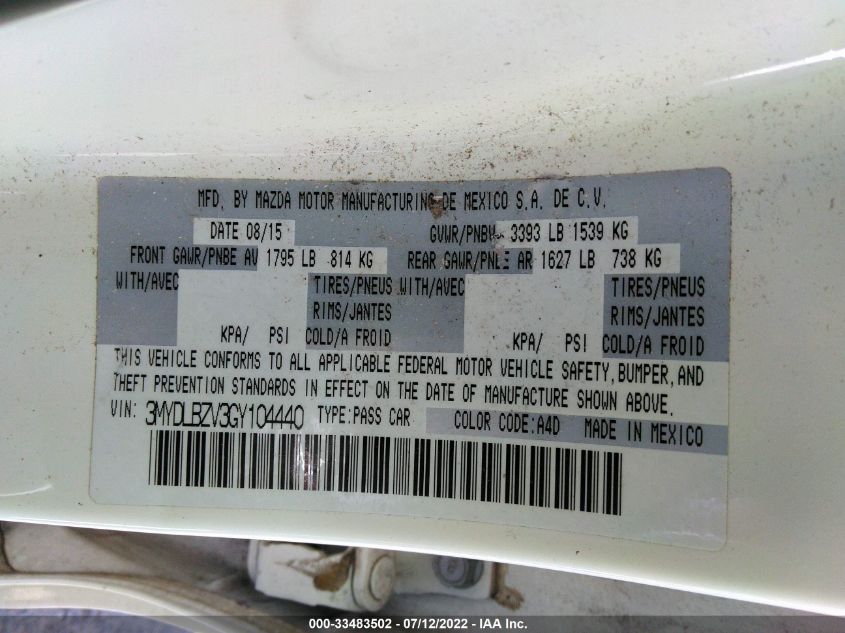 MFD. BY MAZDA MOTOR MANUFACTURING DE MEXICO S.A. DE C.V.
DATE 08/15 GVWR/PNBV 3393 LB 1539 KG
FRONT GAWR/PNBE AV 1795 LB 814 KG REAR GAWR/PNBE AR 1627 LB 738 KG
WITH/AVEC TIRES/PNEUS WITH/AVEC TIRES/PNEUS
RIMS/JANTES RIMS/JANTES
KPA/ PSI COLD/A FROID KPA/ PSI COLD/A FROID
THIS VEHICLE CONFORMS TO ALL APPLICABLE FEDERAL MOTOR VEHICLE SAFETY, BUMPER, AND
THEFT PREVENTION STANDARDS IN EFFECT ON THE DATE OF MANUFACTURE SHOWN ABOVE.
VIN: 3MYDLBZV3GY104440 TYPE:PASS CAR COLOR CODE:A4D MADE IN MEXICO
000-33483502 - 07/12/2022 - IAA Inc.